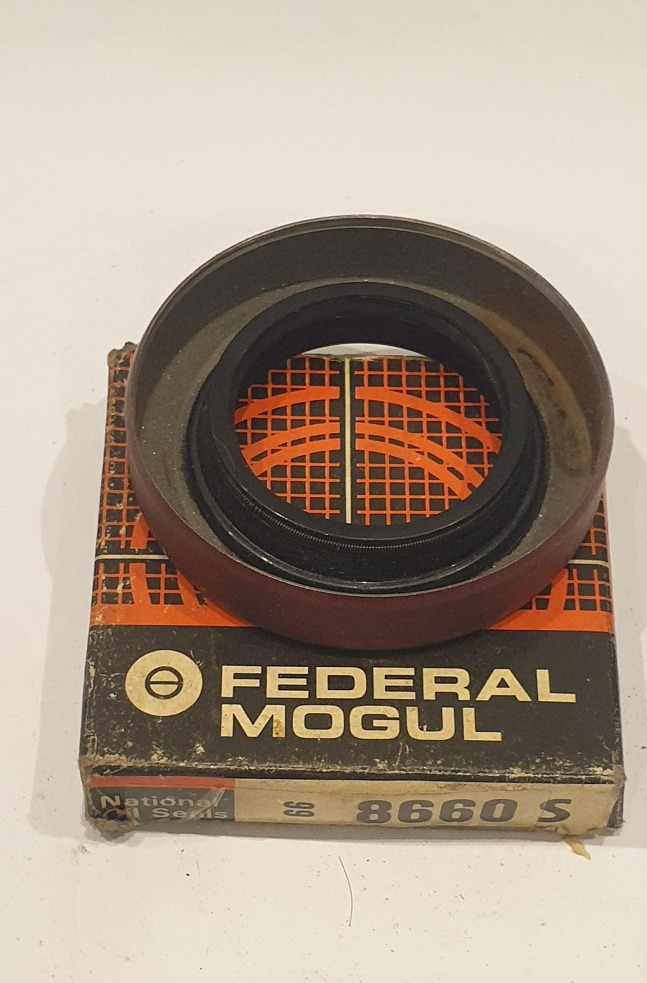 FEDERAL
MOGUL
National
Oil Seals
66
8660 S